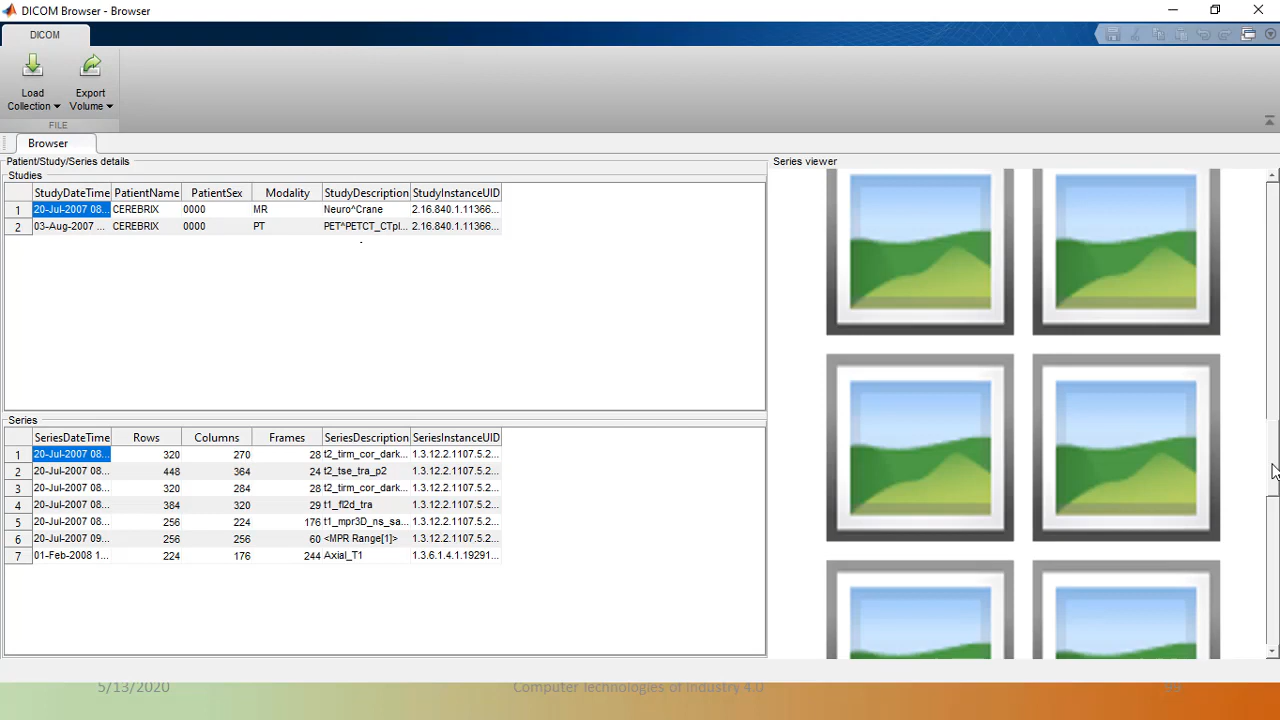 DICOM Browser - Browser
DICOM
Load Collection
Export Volume
FILE
Browser
Patient/Study/Series details
Studies
StudyDateTime PatientName PatientSex Modality StudyDescription StudyInstanceUID
1 20-Jul-2007 08... CEREBRIX 0000 MR Neuro^Crane 2.16.840.1.11366...
2 03-Aug-2007 ... CEREBRIX 0000 PT PET^PETCT_CTpl... 2.16.840.1.11366...
Series
SeriesDateTime Rows Columns Frames SeriesDescription SeriesInstanceUID
1 20-Jul-2007 08... 320 270 28 t2_tirm_cor_dark... 1.3.12.2.1107.5.2...
2 20-Jul-2007 08... 448 364 24 t2_tse_tra_p2 1.3.12.2.1107.5.2...
3 20-Jul-2007 08... 320 284 28 t2_tirm_cor_dark... 1.3.12.2.1107.5.2...
4 20-Jul-2007 08... 384 320 29 t1_fl2d_tra 1.3.12.2.1107.5.2...
5 20-Jul-2007 08... 256 224 176 t1_mpr3D_ns_sa... 1.3.12.2.1107.5.2...
6 20-Jul-2007 09... 256 256 60 <MPR Range[1]> 1.3.12.2.1107.5.2...
7 01-Feb-2008 1... 224 176 244 Axial_T1 1.3.6.1.4.1.19291...
Series viewer
5/13/2020
Computer Technologies of Industry 4.0